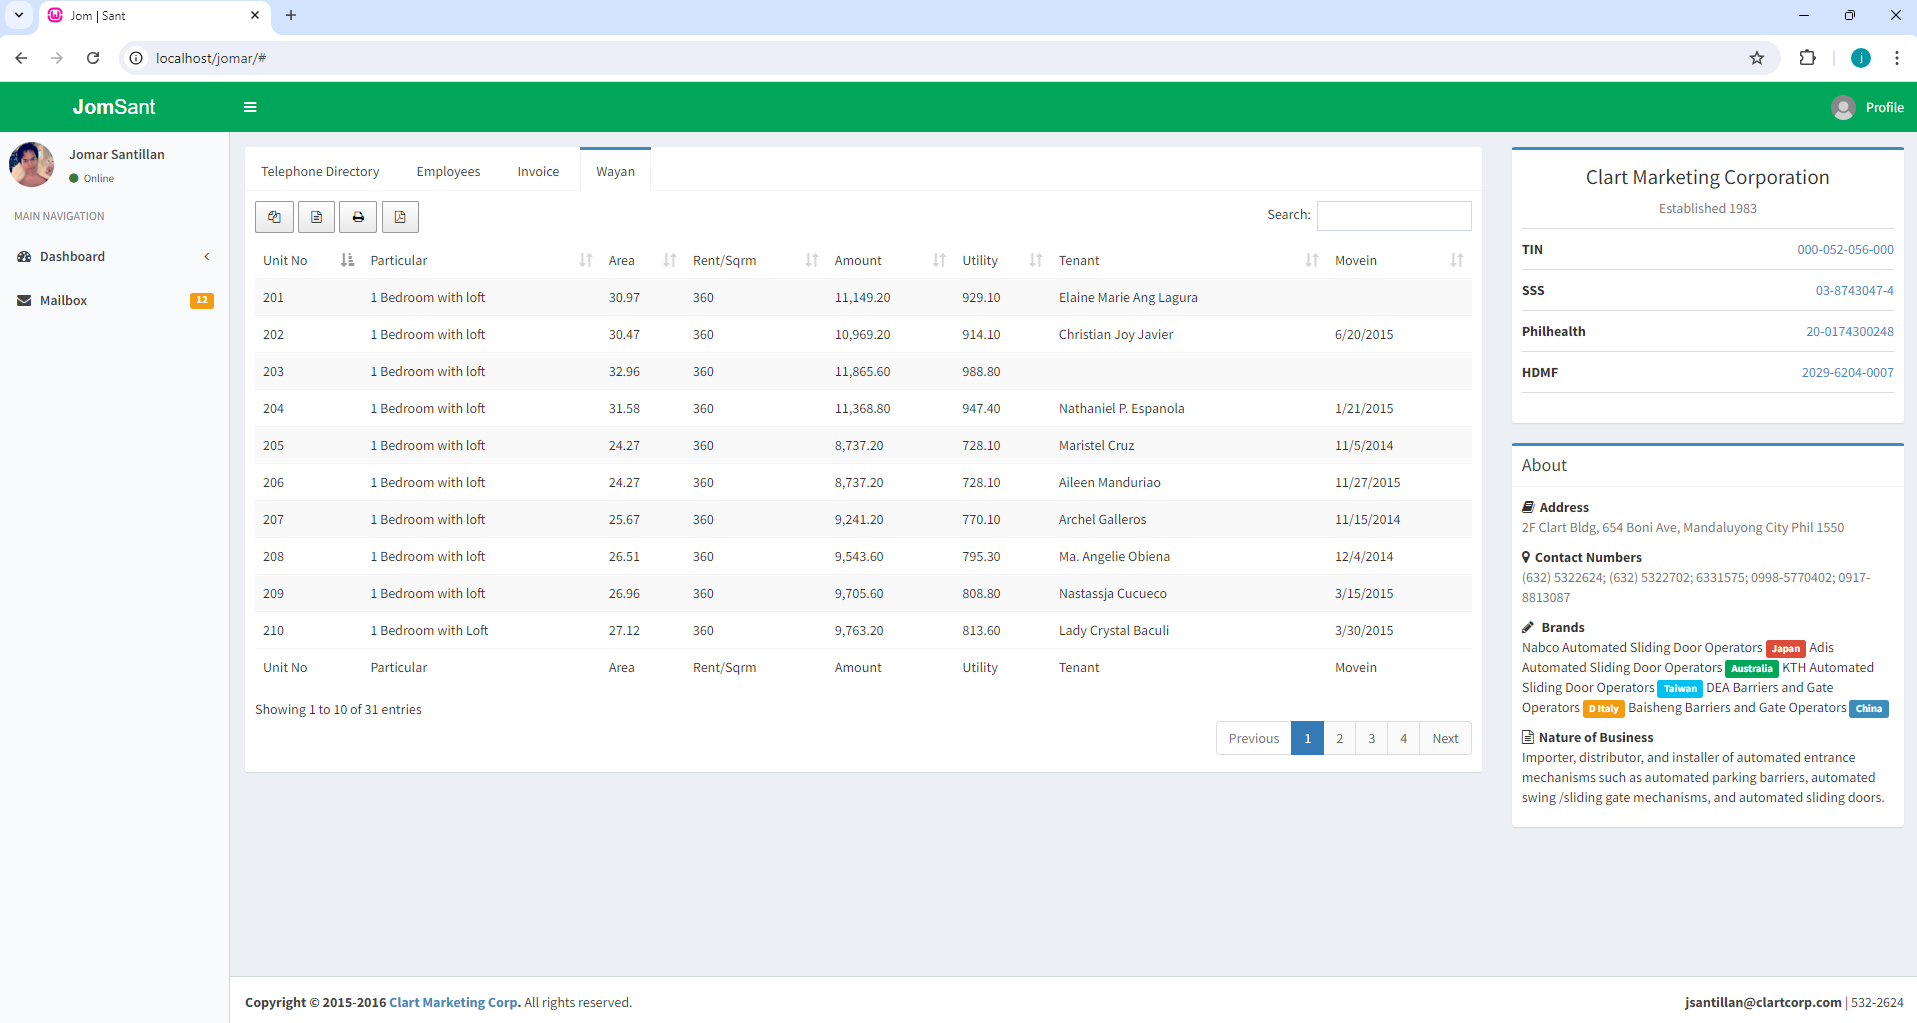 Jom | Sant
localhost/jomar/#
j
JomSant
Profile
Jomar Santillan
Online
MAIN NAVIGATION
Dashboard
Mailbox 12
Telephone Directory Employees Invoice Wayan
Search:
Unit No Particular Area Rent/Sqrm Amount Utility Tenant Movein
201 1 Bedroom with loft 30.97 360 11,149.20 929.10 Elaine Marie Ang Lagura
202 1 Bedroom with loft 30.47 360 10,969.20 914.10 Christian Joy Javier 6/20/2015
203 1 Bedroom with loft 32.96 360 11,865.60 988.80
204 1 Bedroom with loft 31.58 360 11,368.80 947.40 Nathaniel P. Espanola 1/21/2015
205 1 Bedroom with loft 24.27 360 8,737.20 728.10 Maristel Cruz 11/5/2014
206 1 Bedroom with loft 24.27 360 8,737.20 728.10 Aileen Manduriao 11/27/2015
207 1 Bedroom with loft 25.67 360 9,241.20 770.10 Archel Galleros 11/15/2014
208 1 Bedroom with loft 26.51 360 9,543.60 795.30 Ma. Angelie Obiena 12/4/2014
209 1 Bedroom with loft 26.96 360 9,705.60 808.80 Nastassja Cucueco 3/15/2015
210 1 Bedroom with Loft 27.12 360 9,763.20 813.60 Lady Crystal Baculi 3/30/2015
Unit No Particular Area Rent/Sqrm Amount Utility Tenant Movein
Showing 1 to 10 of 31 entries
Previous 1 2 3 4 Next
Clart Marketing Corporation
Established 1983
TIN 000-052-056-000
SSS 03-8743047-4
Philhealth 20-0174300248
HDMF 2029-6204-0007
About
Address
2F Clart Bldg, 654 Boni Ave, Mandaluyong City Phil 1550
Contact Numbers
(632) 5322624; (632) 5322702; 6331575; 0998-5770402; 0917-
8813087
Brands
Nabco Automated Sliding Door Operators Japan Adis
Automated Sliding Door Operators Australia KTH Automated
Sliding Door Operators Taiwan DEA Barriers and Gate
Operators D Italy Baisheng Barriers and Gate Operators China
Nature of Business
Importer, distributor, and installer of automated entrance
mechanisms such as automated parking barriers, automated
swing /sliding gate mechanisms, and automated sliding doors.
Copyright © 2015-2016 Clart Marketing Corp. All rights reserved.
jsantillan@clartcorp.com | 532-2624